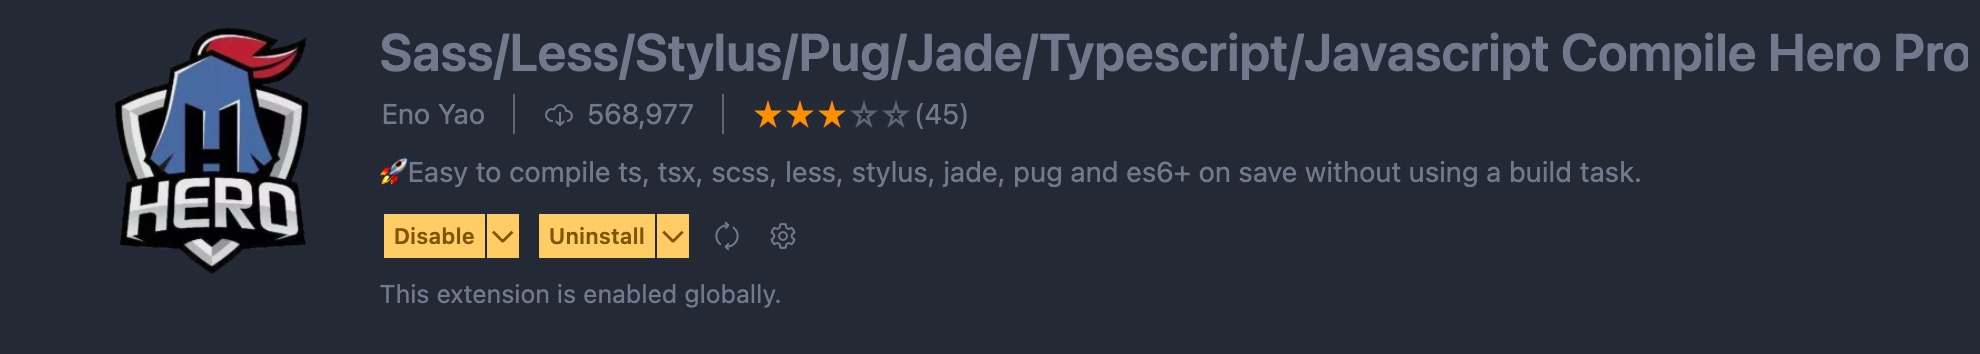 HERO
Sass/Less/Stylus/Pug/Jade/Typescript/Javascript Compile Hero Pro
Eno Yao 568,977 (45)
🚀Easy to compile ts, tsx, scss, less, stylus, jade, pug and es6+ on save without using a build task.
Disable Uninstall
This extension is enabled globally.